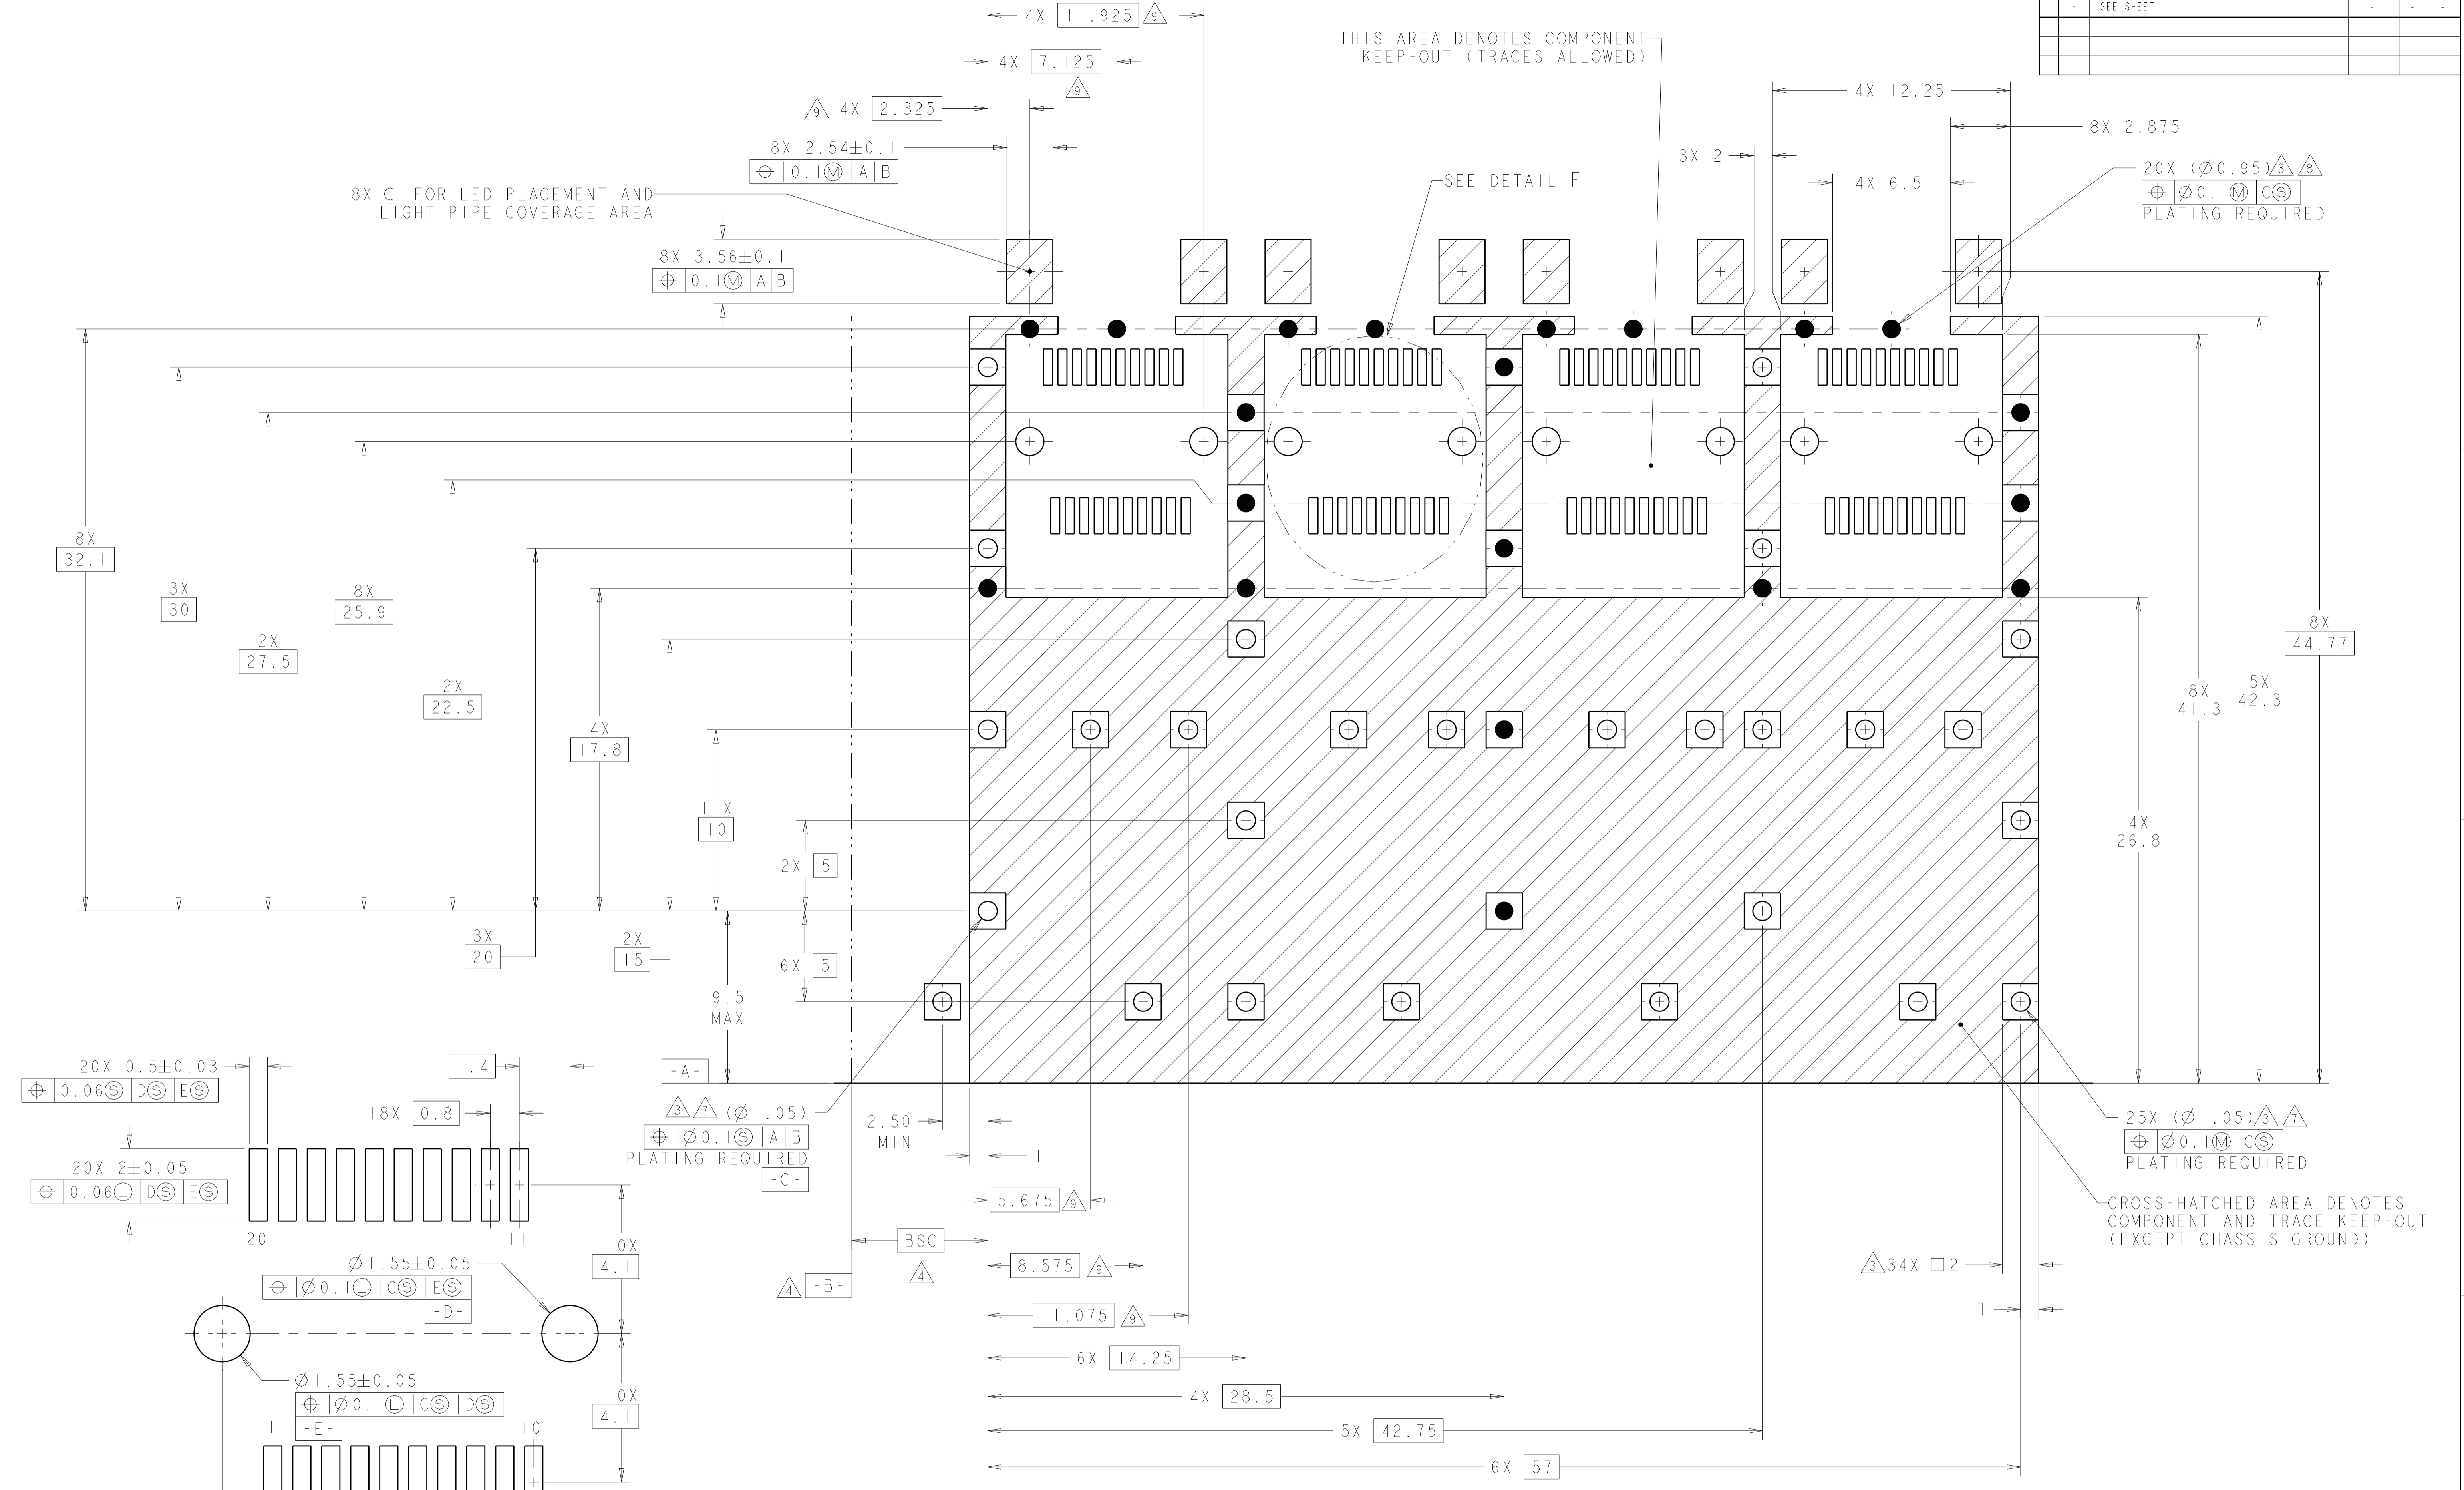 - SEE SHEET 1 - - -
4X 11.925 9
4X 7.125
9
9 4X 2.325
8X 2.54±0.1
⌖ 0.1Ⓜ A B
8X ℄ FOR LED PLACEMENT AND
LIGHT PIPE COVERAGE AREA
8X 3.56±0.1
⌖ 0.1Ⓜ A B
THIS AREA DENOTES COMPONENT
KEEP-OUT (TRACES ALLOWED)
SEE DETAIL F
4X 12.25
8X 2.875
3X 2
4X 6.5
20X (Ø0.95) 3 8
⌖ Ø0.1Ⓜ CⓈ
PLATING REQUIRED
8X
32.1
3X
30
2X
27.5
8X
25.9
2X
22.5
3X
20
4X
17.8
2X
15
11X
10
2X 5
6X 5
9.5
MAX
8X
44.77
5X
42.3
8X
41.3
4X
26.8
-A-
3 7 (Ø1.05)
⌖ Ø0.1Ⓢ A B
PLATING REQUIRED
-C-
2.50
MIN
1
5.675 9
BSC
4
4 -B-
8.575 9
11.075 9
6X 14.25
4X 28.5
5X 42.75
6X 57
25X (Ø1.05) 3 7
⌖ Ø0.1Ⓜ CⓈ
PLATING REQUIRED
CROSS-HATCHED AREA DENOTES
COMPONENT AND TRACE KEEP-OUT
(EXCEPT CHASSIS GROUND)
3 34X □2
1
20X 0.5±0.03
⌖ 0.06Ⓢ DⓈ EⓈ
1.4
18X 0.8
20X 2±0.05
⌖ 0.06Ⓛ DⓈ EⓈ
20 11
10X
4.1
Ø1.55±0.05
⌖ Ø0.1Ⓛ CⓈ EⓈ
-D-
Ø1.55±0.05
⌖ Ø0.1Ⓛ CⓈ DⓈ
-E-
10X
4.1
1 10